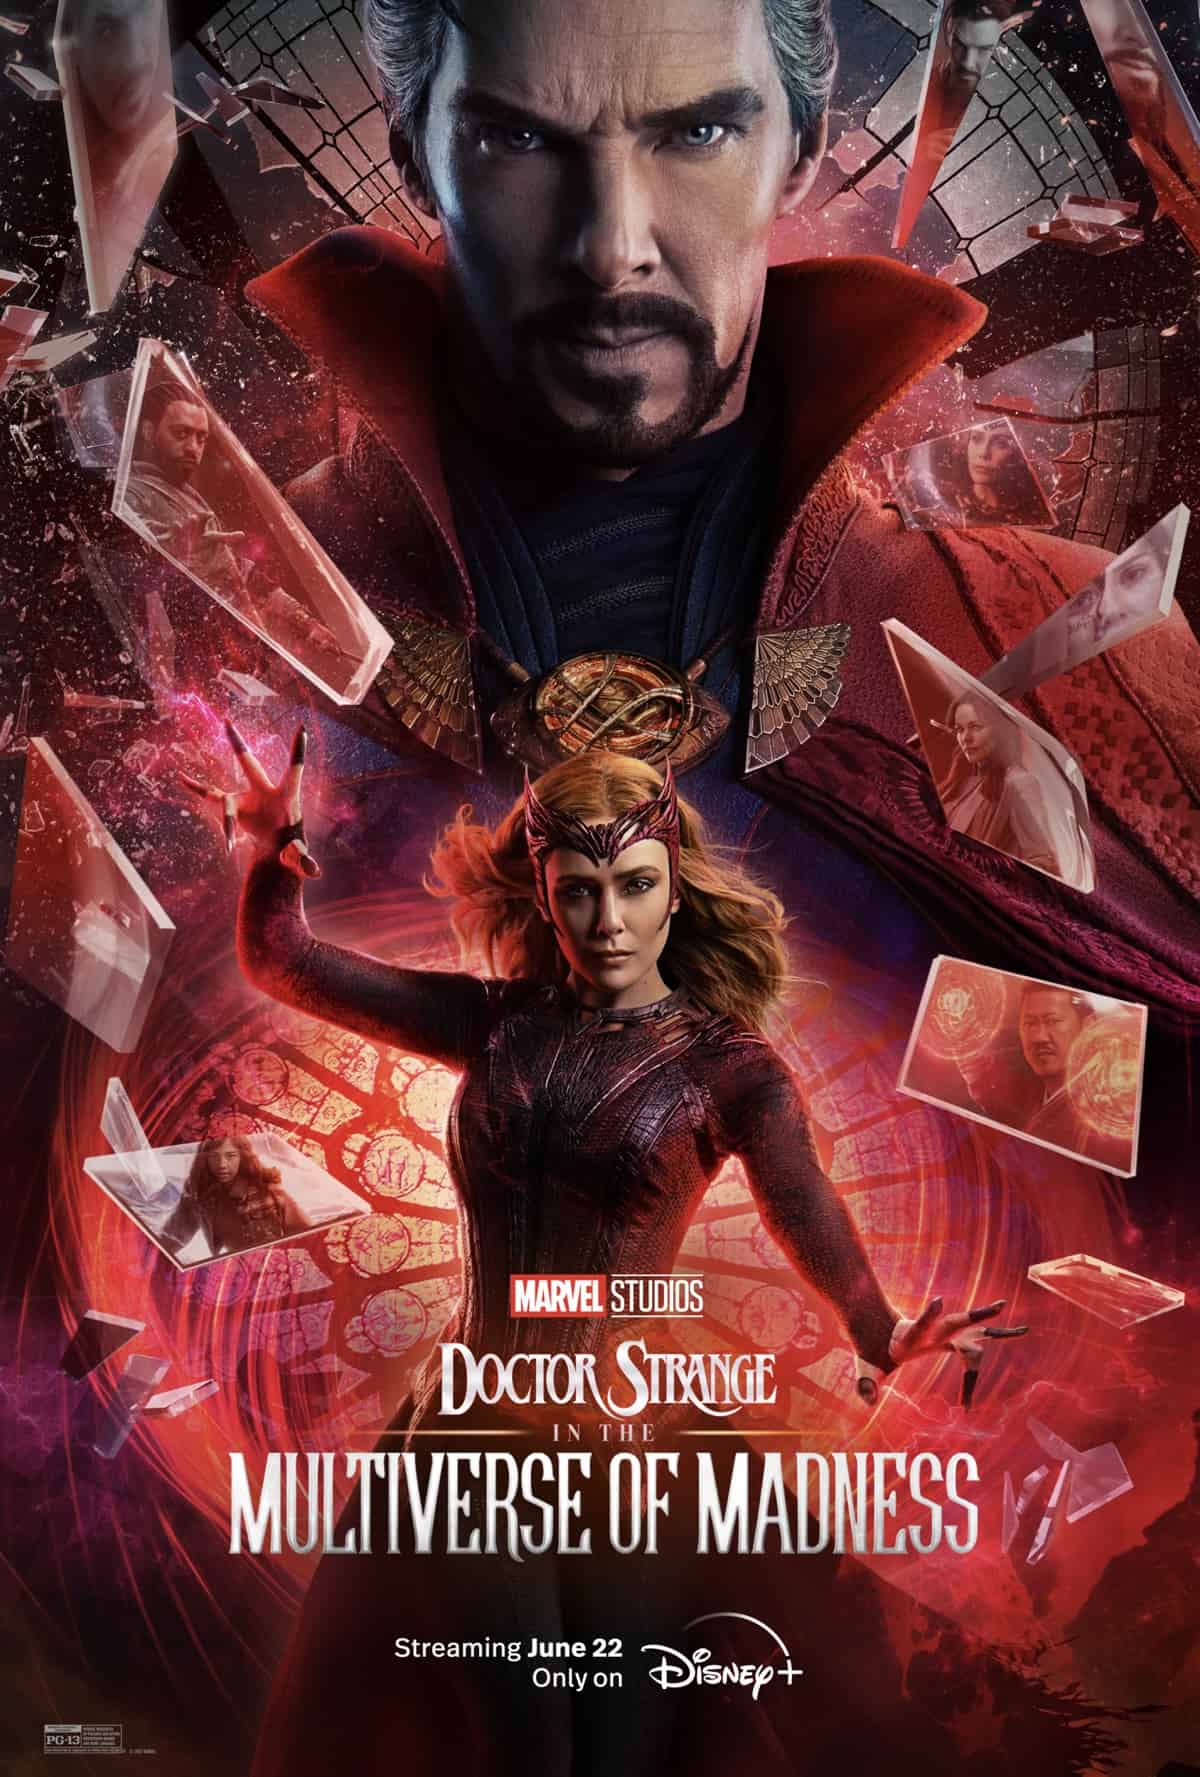 MARVEL STUDIOS
DOCTOR STRANGE
IN THE
MULTIVERSE OF MADNESS
Streaming June 22
Only on Disney+
PG-13